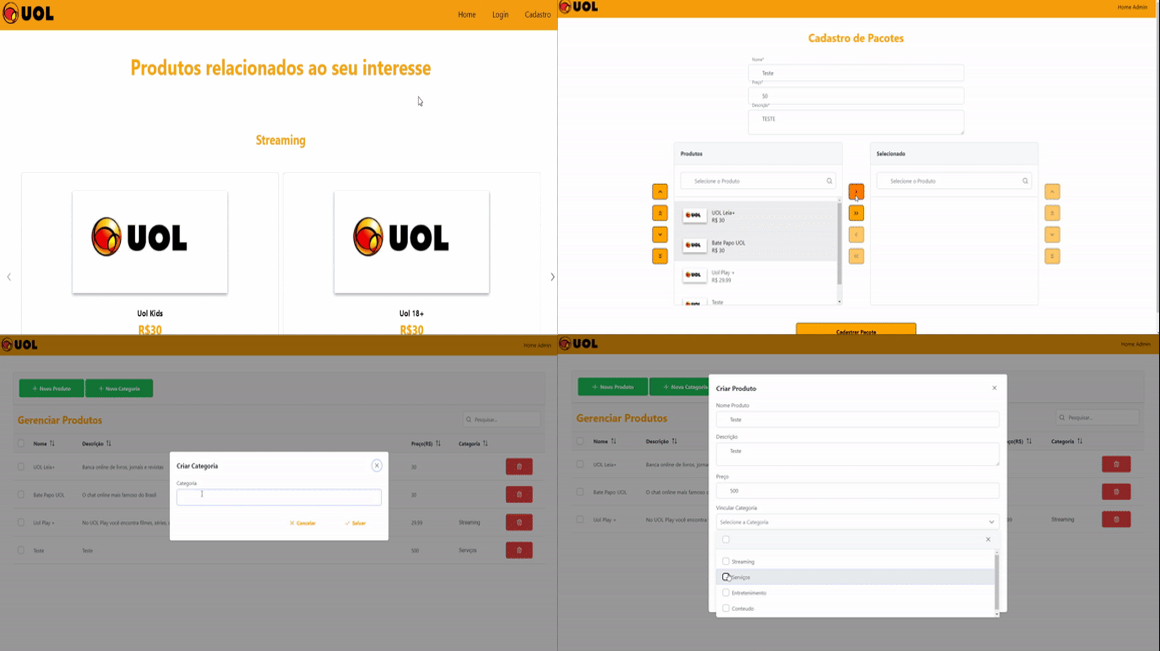 UOL
Home Login Cadastro
Produtos relacionados ao seu interesse
Streaming
UOL
UOL
Uol Kids
Uol 18+
R$30
R$30
UOL
Home Admin
Cadastro de Pacotes
Nome*
Teste
Preço*
50
Descrição*
TESTE
Produtos
Selecionado
Selecione o Produto
Selecione o Produto
UOL
UOL Leia+
R$ 30
UOL
Bate Papo UOL
R$ 30
UOL
Uol Play +
R$ 29.99
UOL
Teste
Cadastrar Pacote
UOL
Home Admin
+ Novo Produto
+ Nova Categoria
Gerenciar Produtos
Pesquisar...
Nome Descrição Preço(R$) Categoria
UOL Leia+ Banca online de livros, jornais e revistas 30
Bate Papo UOL O chat online mais famoso do Brasil 30
Uol Play + No UOL Play você encontra filmes, séries, 29.99 Streaming
Teste Teste 500 Serviços
Criar Categoria
Categoria
Cancelar
Salvar
UOL
Home Admin
+ Novo Produto
+ Nova Categoria
Gerenciar Produtos
Pesquisar...
Nome Descrição Categoria
UOL Leia+ Banca online de livros,
Bate Papo UOL O chat online mais
Uol Play + No UOL Play você Streaming
Criar Produto
Nome Produto
Teste
Descrição
Teste
Preço
500
Vincular Categoria
Selecione a Categoria
Streaming
Serviços
Entretenimento
Conteudo